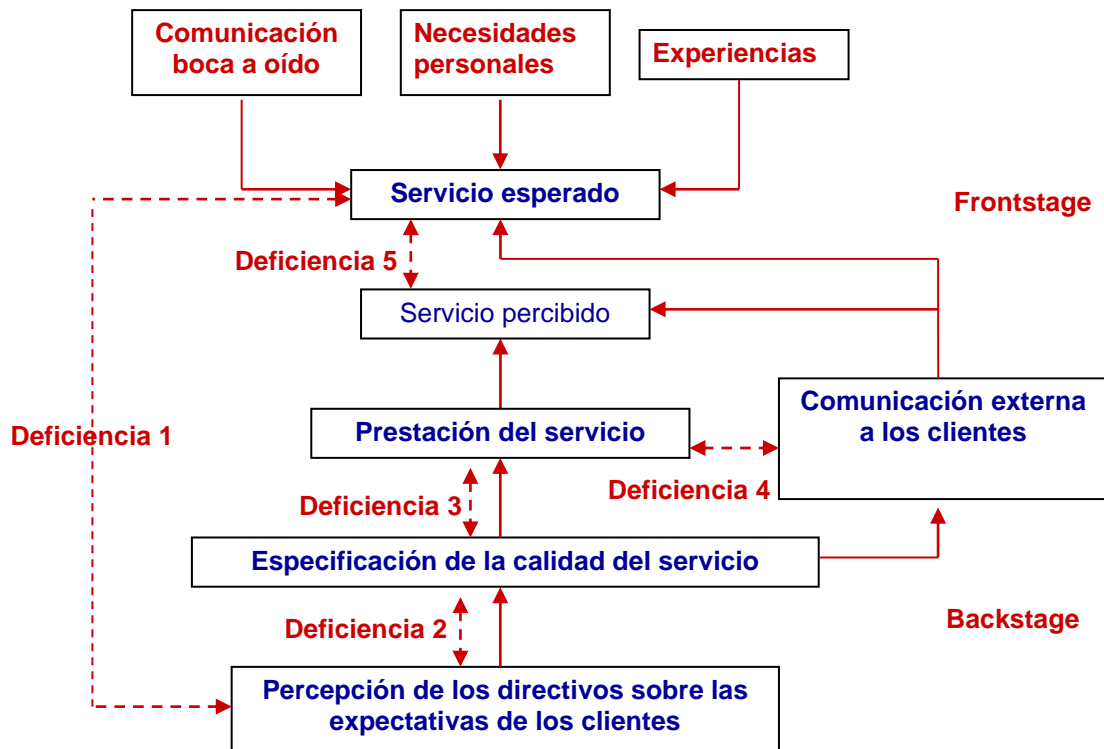 Comunicación
boca a oído
Necesidades
personales
Experiencias
Servicio esperado
Frontstage
Deficiencia 5
Servicio percibido
Comunicación externa
a los clientes
Deficiencia 1
Prestación del servicio
Deficiencia 4
Deficiencia 3
Especificación de la calidad del servicio
Backstage
Deficiencia 2
Percepción de los directivos sobre las
expectativas de los clientes